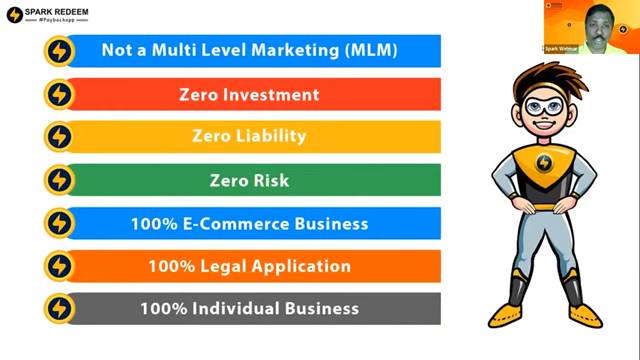 SPARK REDEEM
#Paybackapp
Not a Multi Level Marketing (MLM)
Zero Investment
Zero Liability
Zero Risk
100% E-Commerce Business
100% Legal Application
100% Individual Business
Spark Webinar